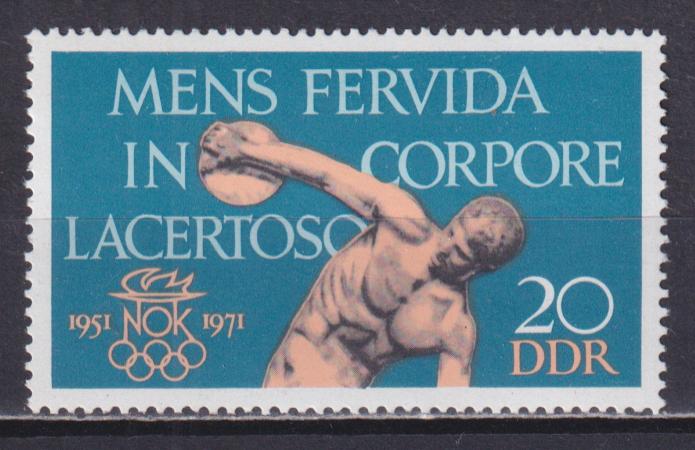 MENS FERVIDA
IN CORPORE
LACERTOSO
1951 NOK 1971
20
DDR